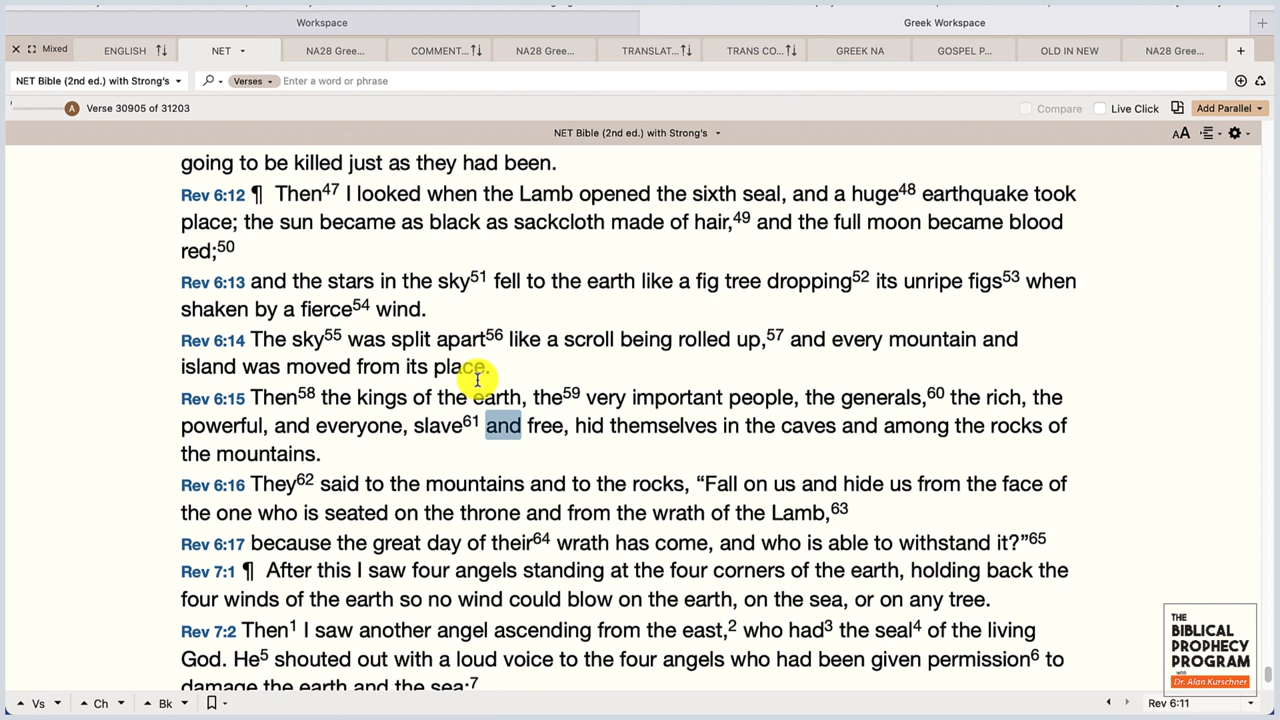 Workspace
Greek Workspace
Mixed
ENGLISH
NET
NA28 Gree...
COMMENT...
NA28 Gree...
TRANSLAT...
TRANS CO...
GREEK NA
GOSPEL P...
OLD IN NEW
NA28 Gree...
NET Bible (2nd ed.) with Strong's
Verses
Enter a word or phrase
A Verse 30905 of 31203
Compare
Live Click
Add Parallel
NET Bible (2nd ed.) with Strong's
AA
going to be killed just as they had been.
Rev 6:12 ¶ Then47 I looked when the Lamb opened the sixth seal, and a huge48 earthquake took
place; the sun became as black as sackcloth made of hair,49 and the full moon became blood
red;50
Rev 6:13 and the stars in the sky51 fell to the earth like a fig tree dropping52 its unripe figs53 when
shaken by a fierce54 wind.
Rev 6:14 The sky55 was split apart56 like a scroll being rolled up,57 and every mountain and
island was moved from its place.
Rev 6:15 Then58 the kings of the earth, the59 very important people, the generals,60 the rich, the
powerful, and everyone, slave61 and free, hid themselves in the caves and among the rocks of
the mountains.
Rev 6:16 They62 said to the mountains and to the rocks, “Fall on us and hide us from the face of
the one who is seated on the throne and from the wrath of the Lamb,63
Rev 6:17 because the great day of their64 wrath has come, and who is able to withstand it?”65
Rev 7:1 ¶ After this I saw four angels standing at the four corners of the earth, holding back the
four winds of the earth so no wind could blow on the earth, on the sea, or on any tree.
Rev 7:2 Then1 I saw another angel ascending from the east,2 who had3 the seal4 of the living
God. He5 shouted out with a loud voice to the four angels who had been given permission6 to
damage the earth and the sea:7
THE
BIBLICAL
PROPHECY
PROGRAM
with
Dr. Alan Kurschner
Vs
Ch
Bk
Rev 6:11